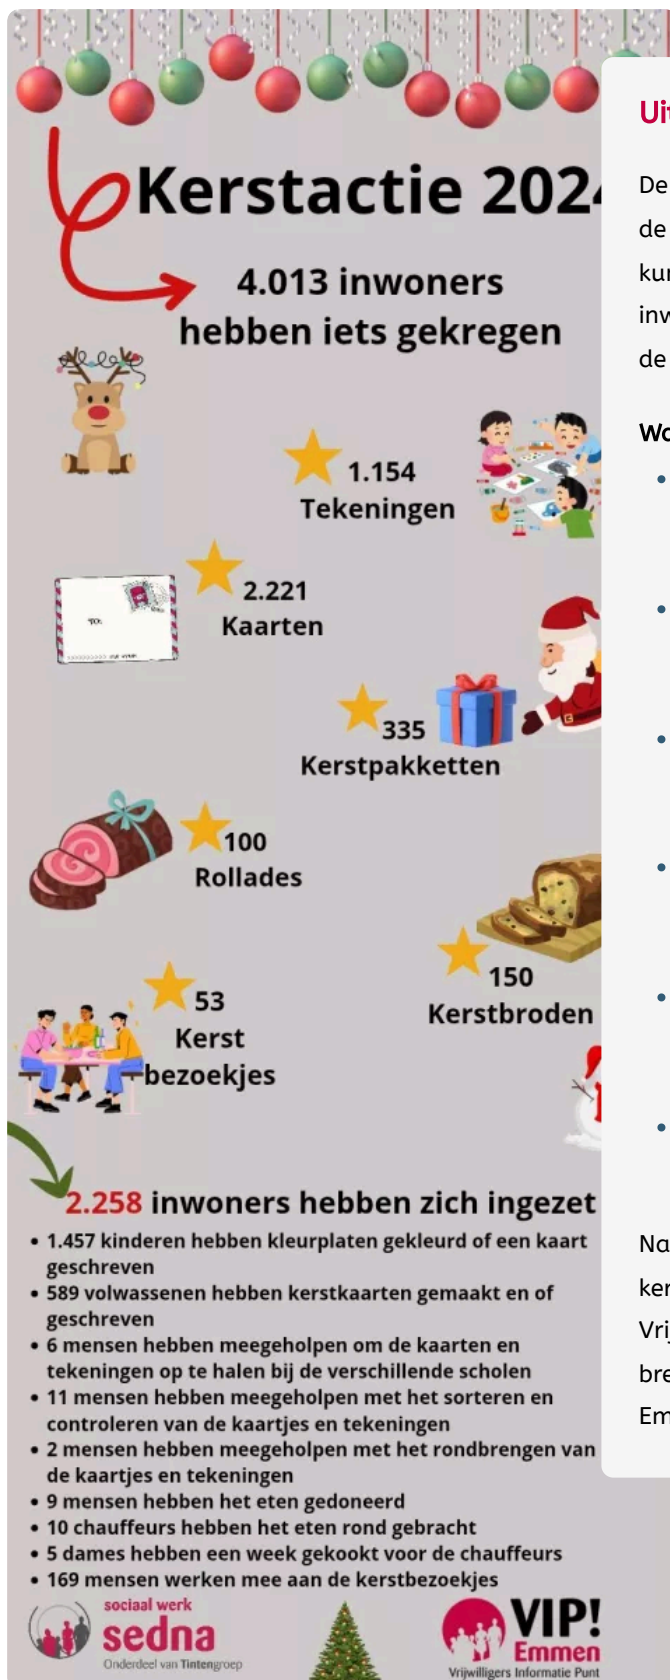 Kerstactie 202
4.013 inwoners
hebben iets gekregen
1.154
Tekeningen
2.221
Kaarten
TO:
335
Kerstpakketten
100
Rollades
150
Kerstbroden
53
Kerst
bezoekjes
2.258 inwoners hebben zich ingezet
• 1.457 kinderen hebben kleurplaten gekleurd of een kaart
geschreven
• 589 volwassenen hebben kerstkaarten gemaakt en of
geschreven
• 6 mensen hebben meegeholpen om de kaarten en
tekeningen op te halen bij de verschillende scholen
• 11 mensen hebben meegeholpen met het sorteren en
controleren van de kaartjes en tekeningen
• 2 mensen hebben meegeholpen met het rondbrengen van
de kaartjes en tekeningen
• 9 mensen hebben het eten gedoneerd
• 10 chauffeurs hebben het eten rond gebracht
• 5 dames hebben een week gekookt voor de chauffeurs
• 169 mensen werken mee aan de kerstbezoekjes
sociaal werk
sedna
Onderdeel van Tintengroep
VIP!
Emmen
Vrijwilligers Informatie Punt
Uit
De
de
kun
inw
de
Wa
Na
ker
Vrij
bre
Em